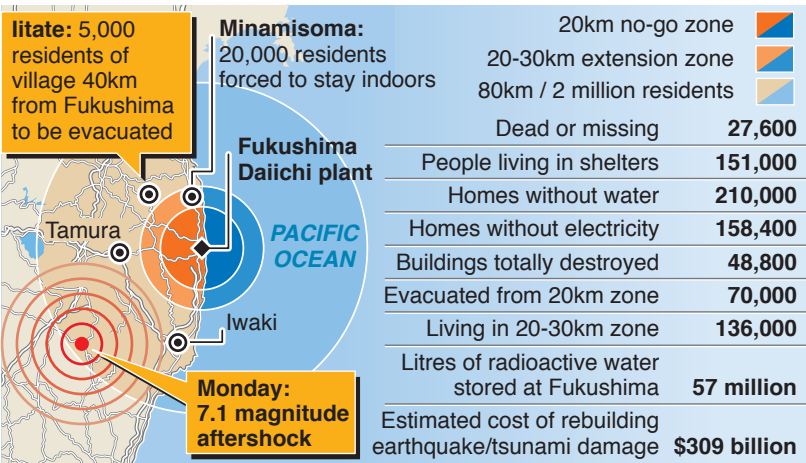 Iitate: 5,000
residents of
village 40km
from Fukushima
to be evacuated
Minamisoma:
20,000 residents
forced to stay indoors
Fukushima
Daiichi plant
Tamura
PACIFIC
OCEAN
Iwaki
Monday:
7.1 magnitude
aftershock
20km no-go zone
20-30km extension zone
80km / 2 million residents
Dead or missing 27,600
People living in shelters 151,000
Homes without water 210,000
Homes without electricity 158,400
Buildings totally destroyed 48,800
Evacuated from 20km zone 70,000
Living in 20-30km zone 136,000
Litres of radioactive water
stored at Fukushima 57 million
Estimated cost of rebuilding
earthquake/tsunami damage $309 billion